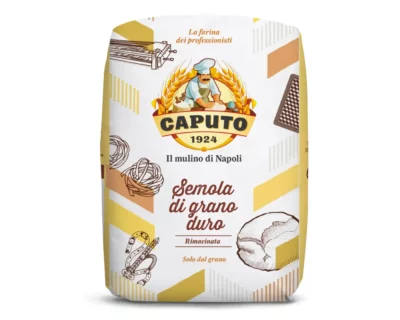 La farina
dei professionisti
CAPUTO
1924
Il mulino di Napoli
Semola
di grano
duro
Rimacinata
Solo dal grano